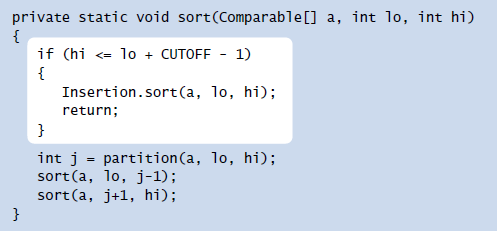 private static void sort(Comparable[] a, int lo, int hi)
{
if (hi <= lo + CUTOFF - 1)
{
Insertion.sort(a, lo, hi);
return;
}
int j = partition(a, lo, hi);
sort(a, lo, j-1);
sort(a, j+1, hi);
}